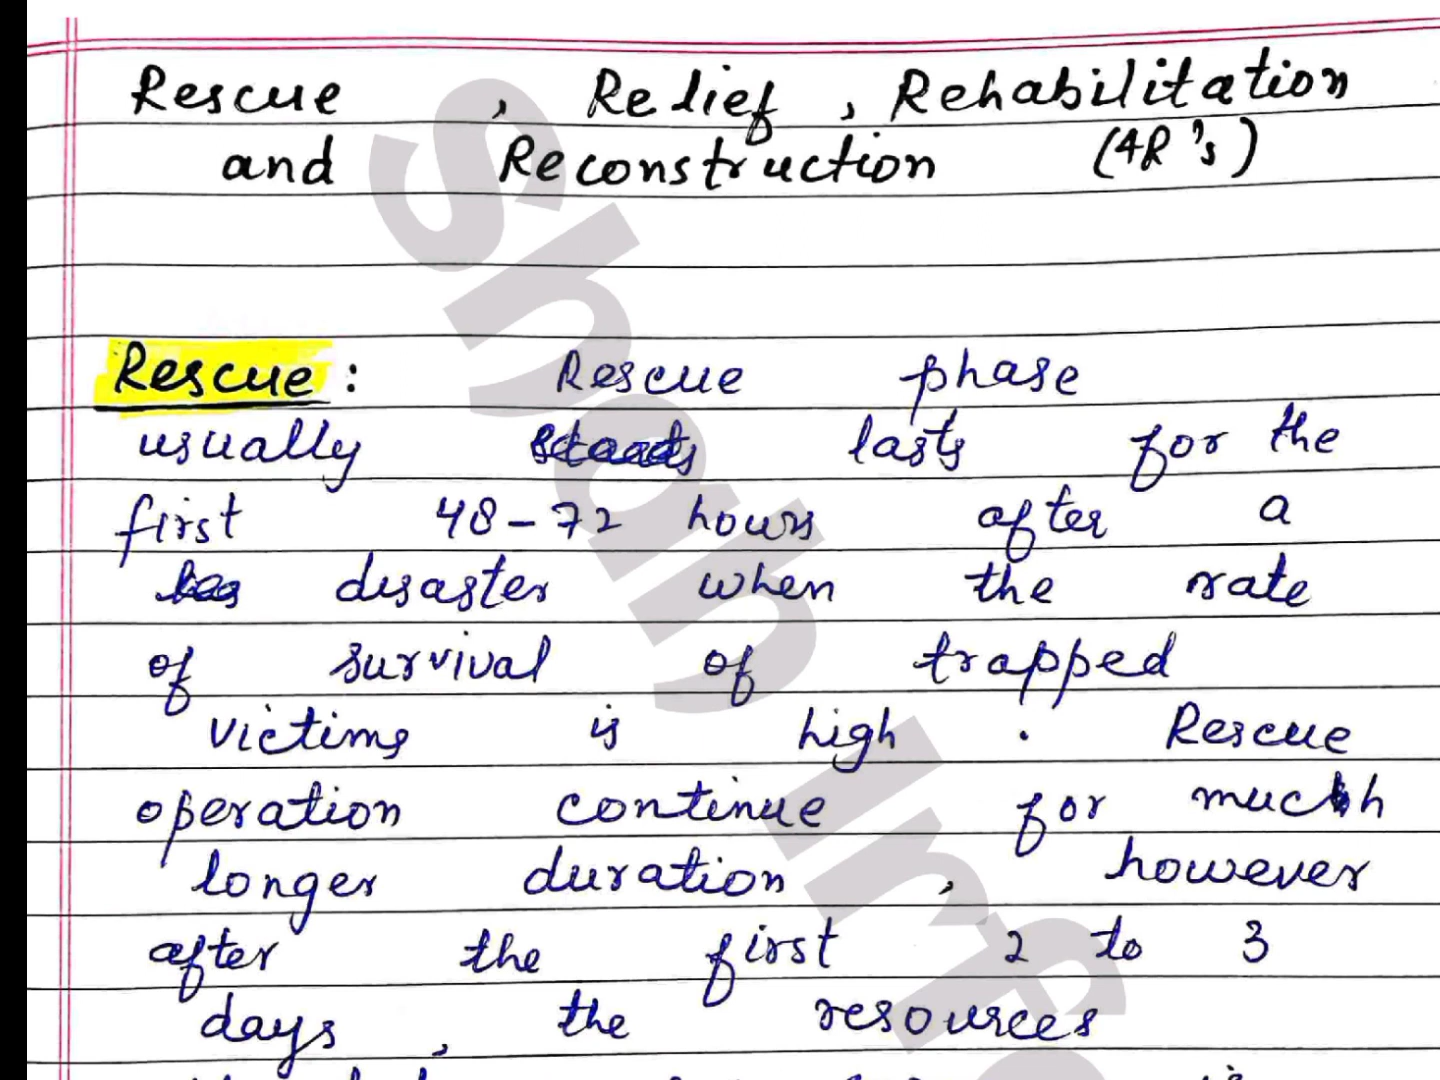 Rescue , Relief , Rehabilitation
and Reconstruction (4R's)
Rescue : Rescue phase
usually lasts for the
first 48-72 hours after a
disaster when the rate
of survival of trapped
victims is high . Rescue
operation continue for much
longer duration , however
after the first 2 to 3
days , the resources
Shah Irf